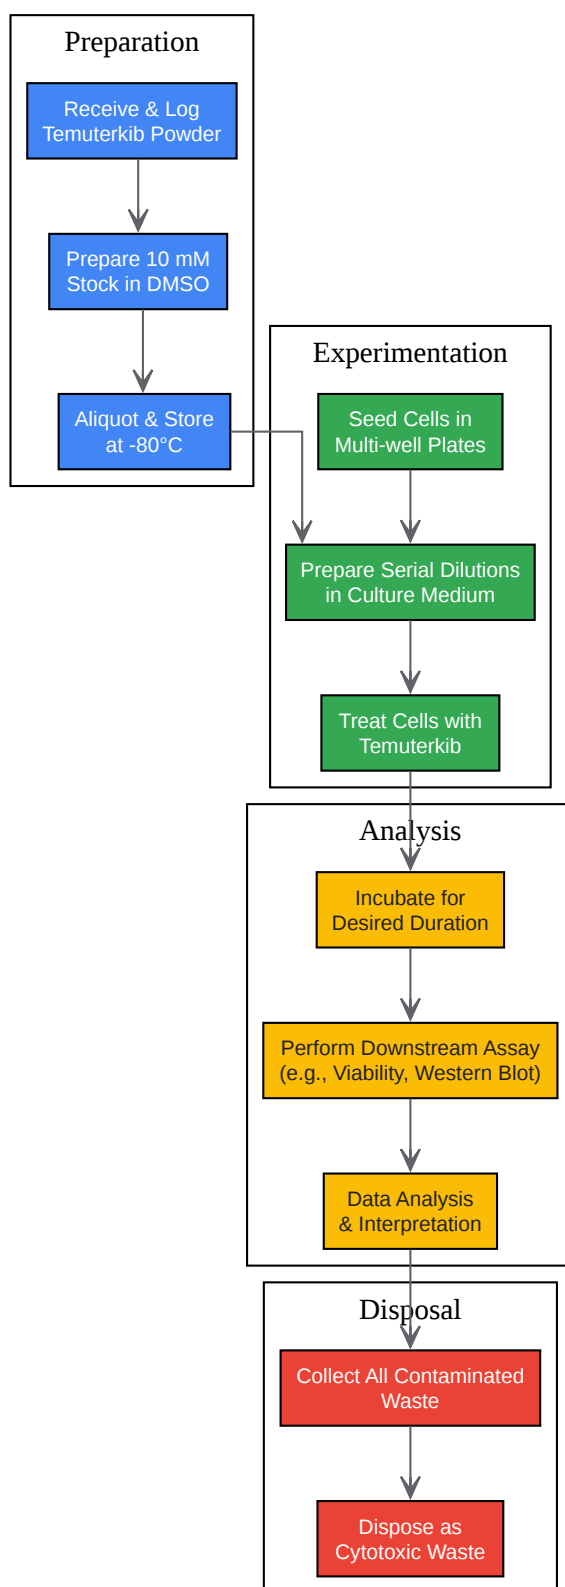 Preparation
Receive & Log
Temuterkib Powder
Prepare 10 mM
Stock in DMSO
Aliquot & Store
at -80°C
Experimentation
Seed Cells in
Multi-well Plates
Prepare Serial Dilutions
in Culture Medium
Treat Cells with
Temuterkib
Analysis
Incubate for
Desired Duration
Perform Downstream Assay
(e.g., Viability, Western Blot)
Data Analysis
& Interpretation
Disposal
Collect All Contaminated
Waste
Dispose as
Cytotoxic Waste